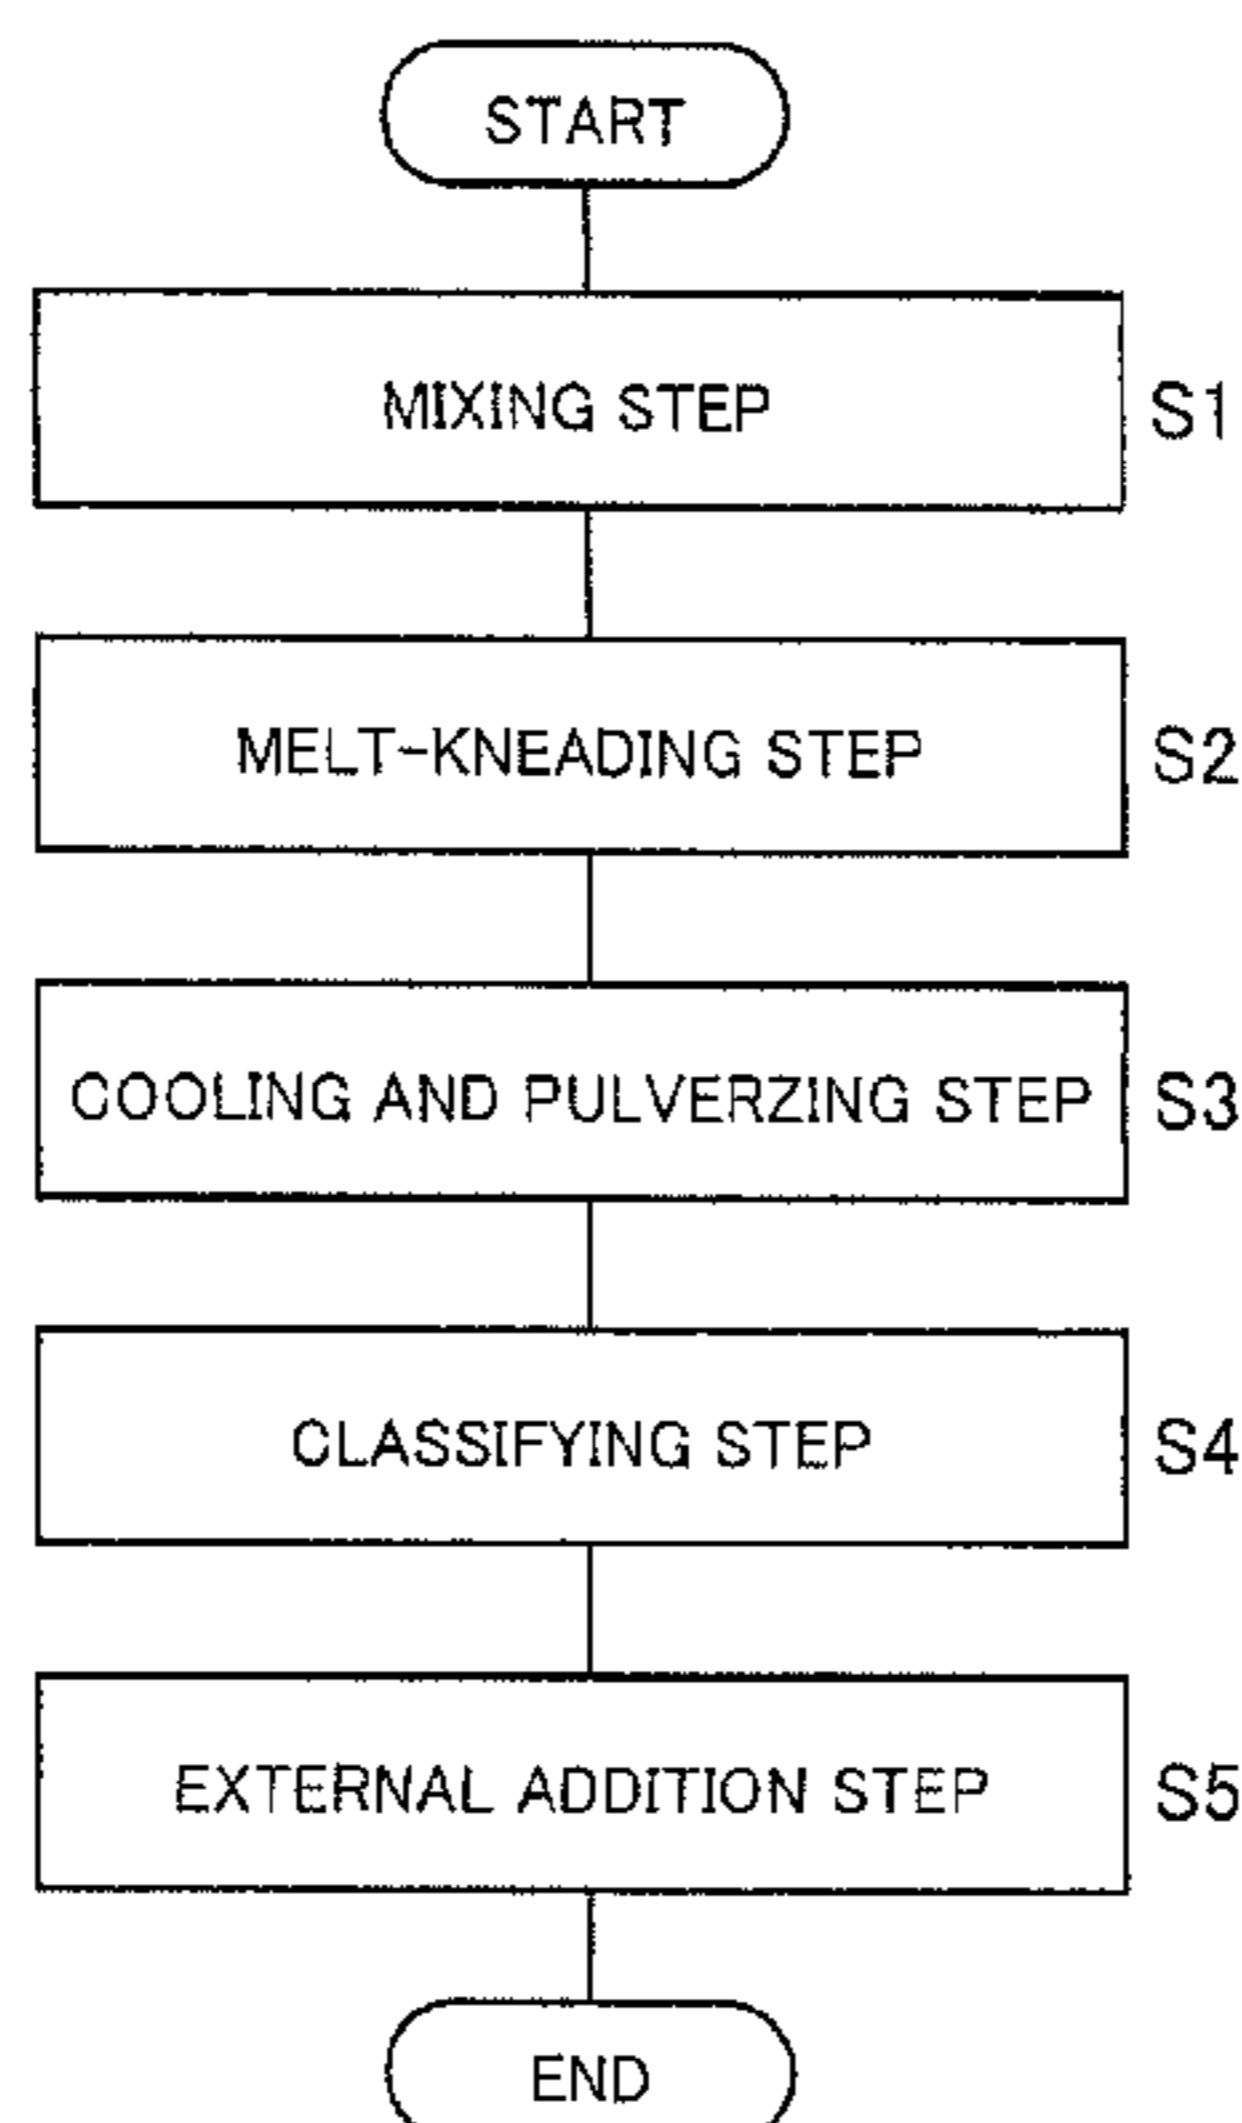 START
MIXING STEP S1
MELT-KNEADING STEP S2
COOLING AND PULVERZING STEP S3
CLASSIFYING STEP S4
EXTERNAL ADDITION STEP S5
END